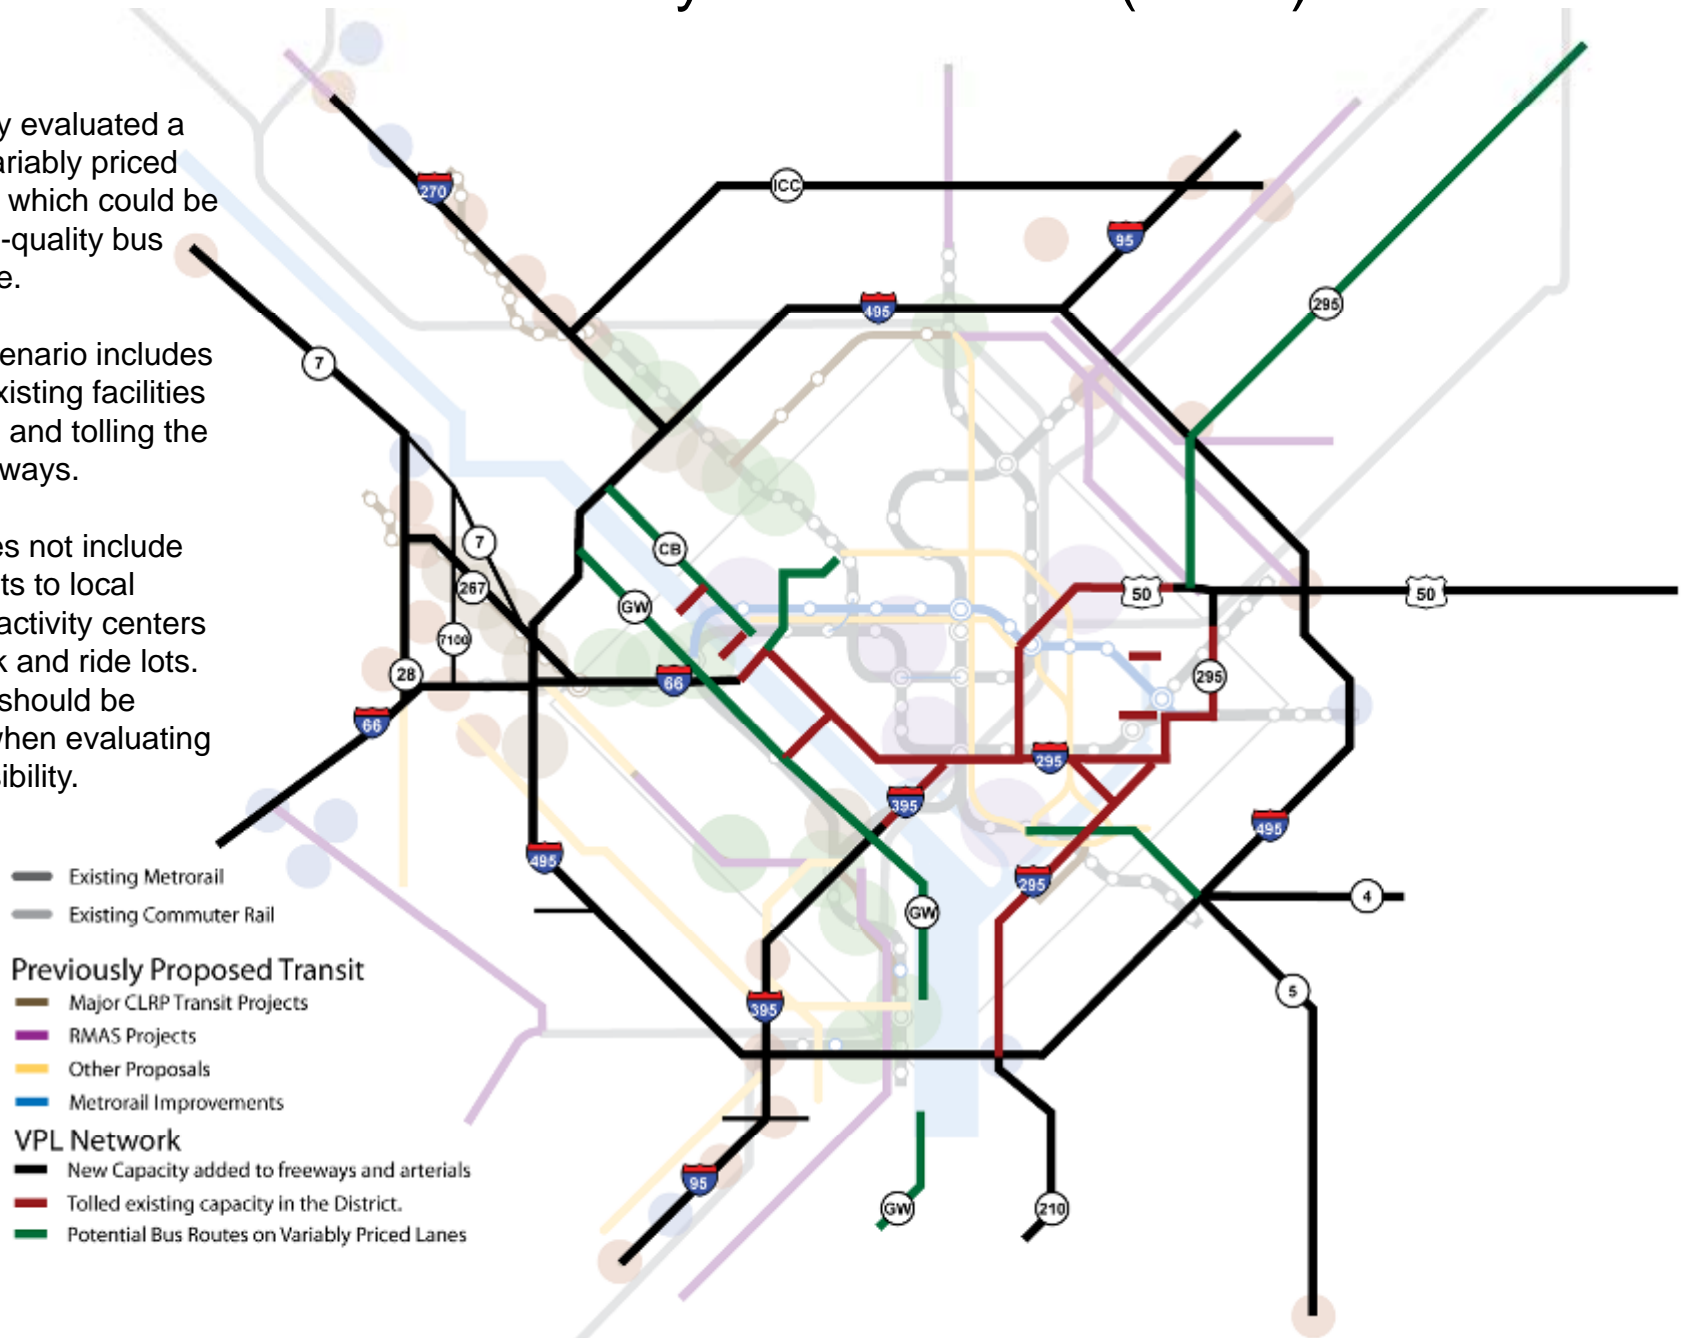 y evaluated a
ariably priced
which could be
-quality bus
e.
enario includes
xisting facilities
and tolling the
ways.
es not include
ts to local
activity centers
k and ride lots.
should be
when evaluating
sibility.
Existing Metrorail
Existing Commuter Rail
Previously Proposed Transit
Major CLRP Transit Projects
RMAS Projects
Other Proposals
Metrorail Improvements
VPL Network
New Capacity added to freeways and arterials
Tolled existing capacity in the District.
Potential Bus Routes on Variably Priced Lanes
270
ICC
95
495
295
7
CB
7
267
GW
50
50
7100
28
66
295
66
295
395
495
495
295
4
GW
5
395
95
GW
210